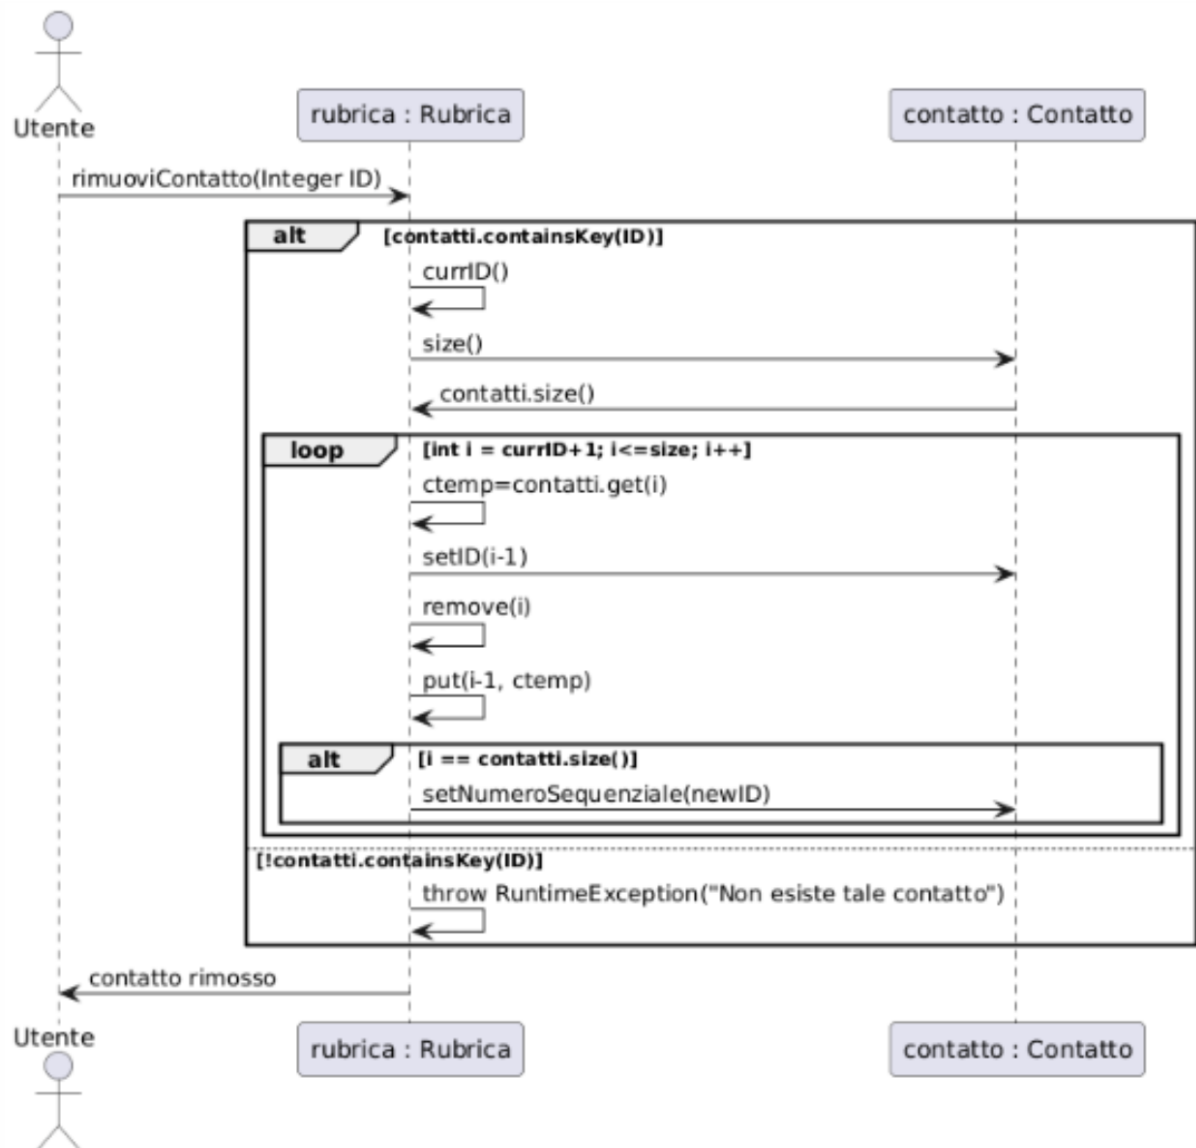 Utente
rubrica : Rubrica
contatto : Contatto
rimuoviContatto(Integer ID)
alt
[contatti.containsKey(ID)]
currID()
size()
contatti.size()
loop
[int i = currID+1; i<=size; i++]
ctemp=contatti.get(i)
setID(i-1)
remove(i)
put(i-1, ctemp)
alt
[i == contatti.size()]
setNumeroSequenziale(newID)
[!contatti.containsKey(ID)]
throw RuntimeException("Non esiste tale contatto")
contatto rimosso
Utente
rubrica : Rubrica
contatto : Contatto